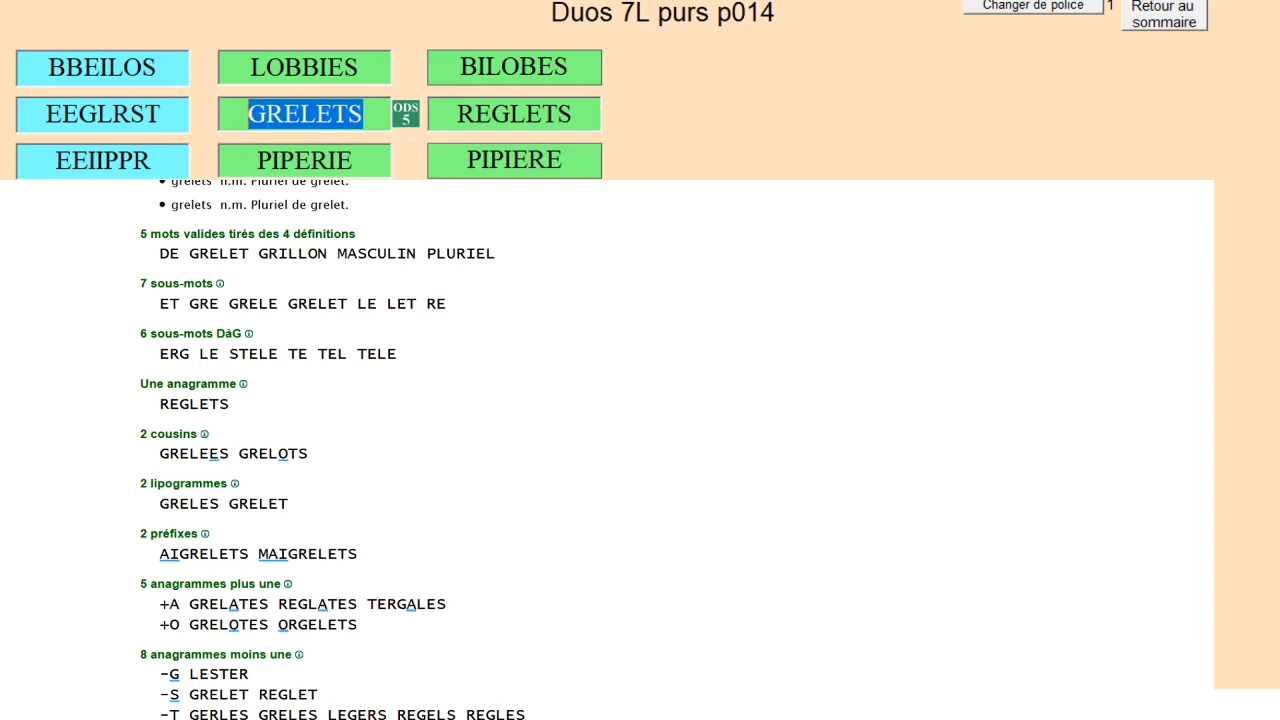 Duos 7L purs p014
Changer de police
1
Retour au
sommaire
BBEILOS LOBBIES BILOBES
EEGLRST GRELETS ODS 5 REGLETS
EEIIPPR PIPERIE PIPIERE
• grelets n.m. Pluriel de grelet.
• grelets n.m. Pluriel de grelet.
5 mots valides tirés des 4 définitions
DE GRELET GRILLON MASCULIN PLURIEL
7 sous-mots
ET GRE GRELE GRELET LE LET RE
6 sous-mots DàG
ERG LE STELE TE TEL TELE
Une anagramme
REGLETS
2 cousins
GRELEES GRELOTS
2 lipogrammes
GRELES GRELET
2 préfixes
AIGRELETS MAIGRELETS
5 anagrammes plus une
+A GRELATES REGLATES TERGALES
+O GRELOTES ORGELETS
8 anagrammes moins une
-G LESTER
-S GRELET REGLET
-T GERLES GRELES LEGERS REGELS REGLES